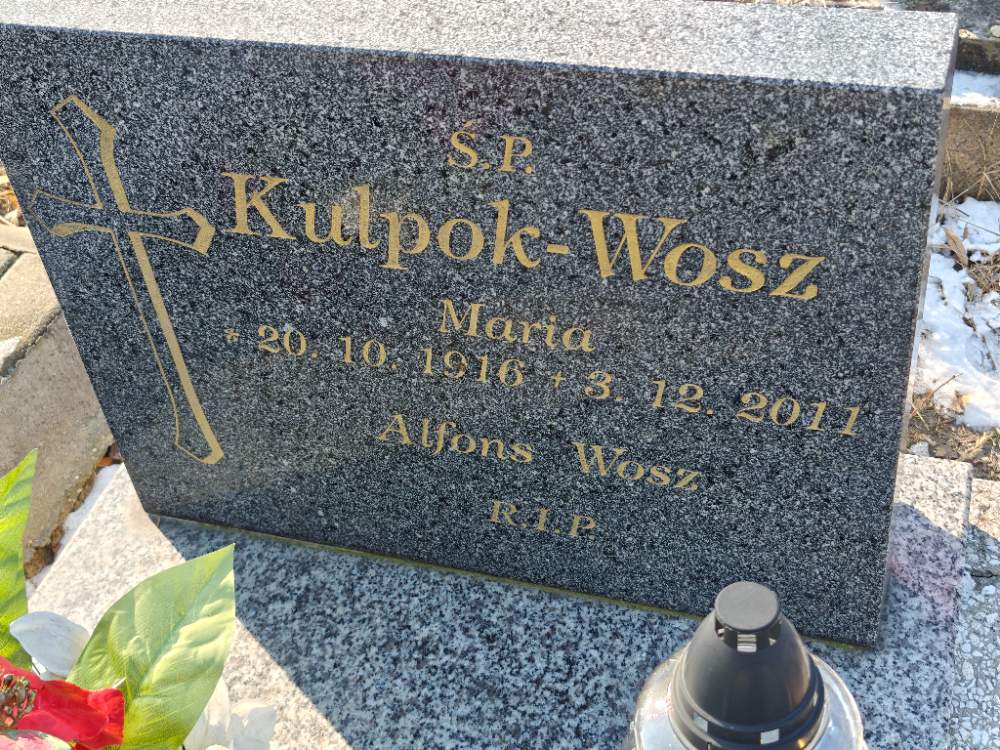 Ś.P.
Kulpok-Wosz
Maria
* 20. 10. 1916 + 3. 12. 2011
Alfons Wosz
R.I.P.